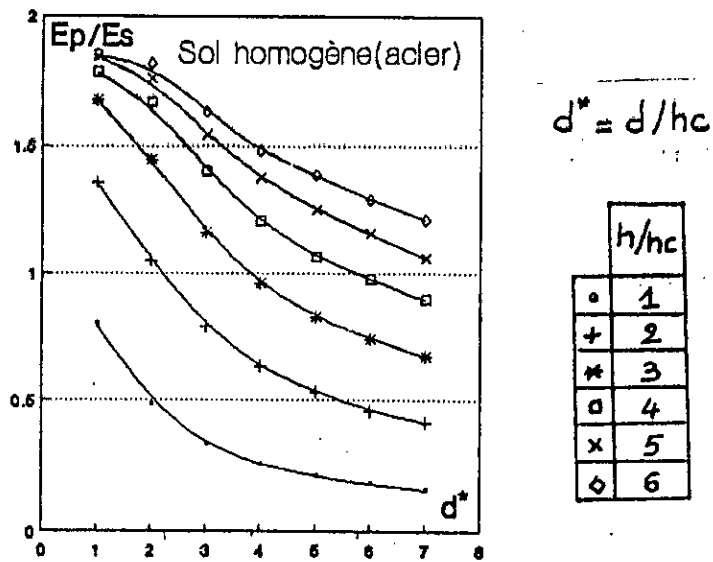 2
Ep/Es
Sol homogène(acier)
1.5
1
0.5
0
d*
0 1 2 3 4 5 6 7 8
d* = d/hc
h/hc
1
+ 2
* 3
□ 4
x 5
◇ 6